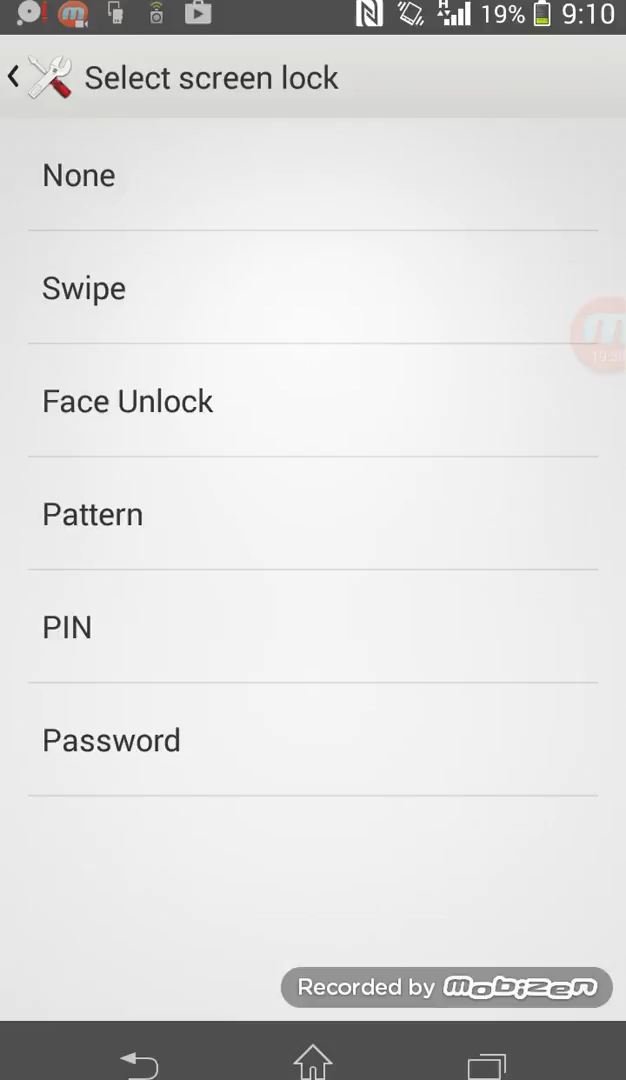 19% 9:10
Select screen lock
None
Swipe
Face Unlock
Pattern
PIN
Password
Recorded by mobizen